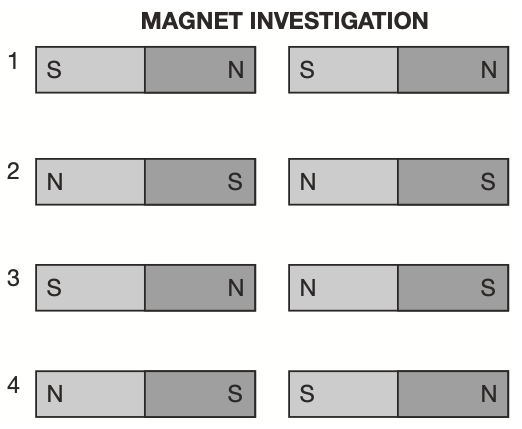 MAGNET INVESTIGATION
1 S N S N
2 N S N S
3 S N N S
4 N S S N